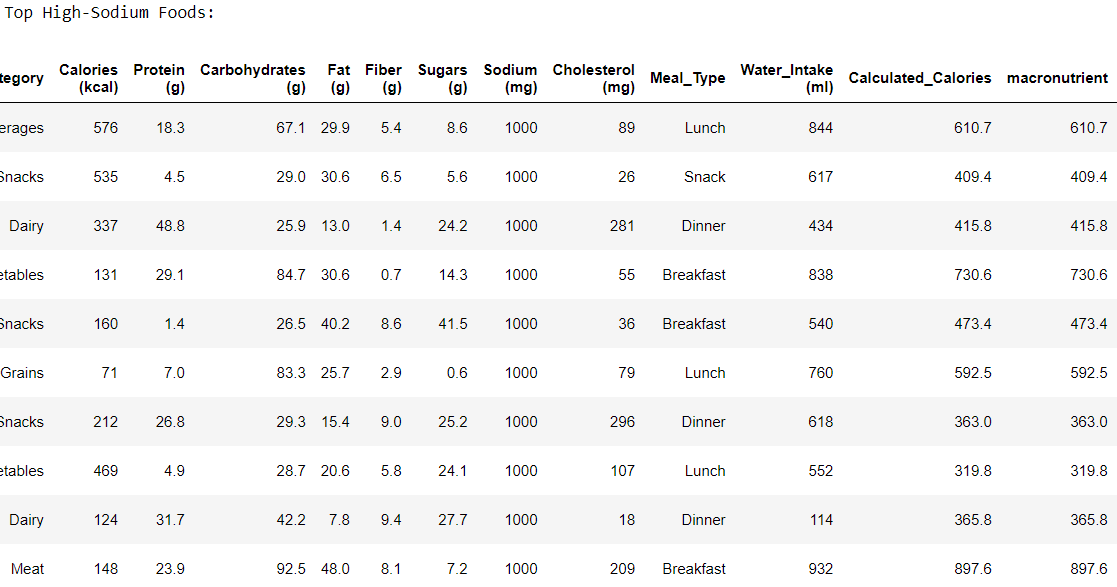 Top High-Sodium Foods:
tegory Calories (kcal) Protein (g) Carbohydrates (g) Fat (g) Fiber (g) Sugars (g) Sodium (mg) Cholesterol (mg) Meal_Type Water_Intake (ml) Calculated_Calories macronutrient
erages 576 18.3 67.1 29.9 5.4 8.6 1000 89 Lunch 844 610.7 610.7
Snacks 535 4.5 29.0 30.6 6.5 5.6 1000 26 Snack 617 409.4 409.4
Dairy 337 48.8 25.9 13.0 1.4 24.2 1000 281 Dinner 434 415.8 415.8
etables 131 29.1 84.7 30.6 0.7 14.3 1000 55 Breakfast 838 730.6 730.6
Snacks 160 1.4 26.5 40.2 8.6 41.5 1000 36 Breakfast 540 473.4 473.4
Grains 71 7.0 83.3 25.7 2.9 0.6 1000 79 Lunch 760 592.5 592.5
Snacks 212 26.8 29.3 15.4 9.0 25.2 1000 296 Dinner 618 363.0 363.0
etables 469 4.9 28.7 20.6 5.8 24.1 1000 107 Lunch 552 319.8 319.8
Dairy 124 31.7 42.2 7.8 9.4 27.7 1000 18 Dinner 114 365.8 365.8
Meat 148 23.9 92.5 48.0 8.1 7.2 1000 209 Breakfast 932 897.6 897.6